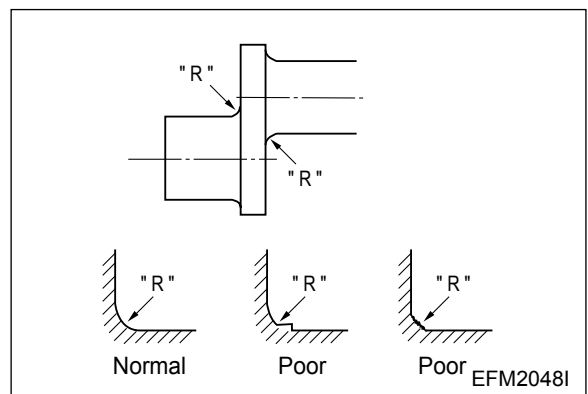 "R"
"R"
"R" "R" "R"
Normal Poor Poor
EFM2048I